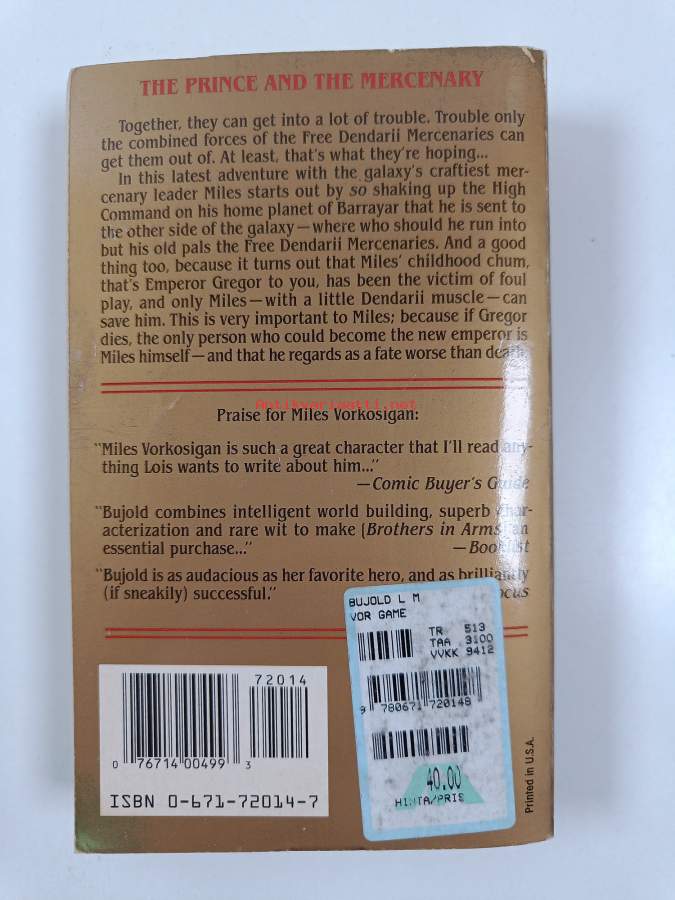 THE PRINCE AND THE MERCENARY
Together, they can get into a lot of trouble. Trouble only
the combined forces of the Free Dendarii Mercenaries can
get them out of. At least, that's what they're hoping...
In this latest adventure with the galaxy's craftiest mer-
cenary leader Miles starts out by so shaking up the High
Command on his home planet of Barrayar that he is sent to
the other side of the galaxy—where who should he run into
but his old pals the Free Dendarii Mercenaries. And a good
thing too, because it turns out that Miles' childhood chum,
that's Emperor Gregor to you, has been the victim of foul
play, and only Miles—with a little Dendarii muscle—can
save him. This is very important to Miles; because if Gregor
dies, the only person who could become the new emperor is
Miles himself—and that he regards as a fate worse than death.
Antikvariaatti.net
Praise for Miles Vorkosigan:
"Miles Vorkosigan is such a great character that I'll read any-
thing Lois wants to write about him..."
—Comic Buyer's Guide
"Bujold combines intelligent world building, superb char-
acterization and rare wit to make (Brothers in Arms) an
essential purchase..."
—Booklist
"Bujold is as audacious as her favorite hero, and as brilliantly
(if sneakily) successful."
ocus
BUJOLD L M
VOR GAME
TR 513
TAA 3100
VVKK 9412
9 780671 720148
40.00
HINTA/PRIS
72014
0 76714 00499 3
ISBN 0-671-72014-7
Printed in U.S.A.